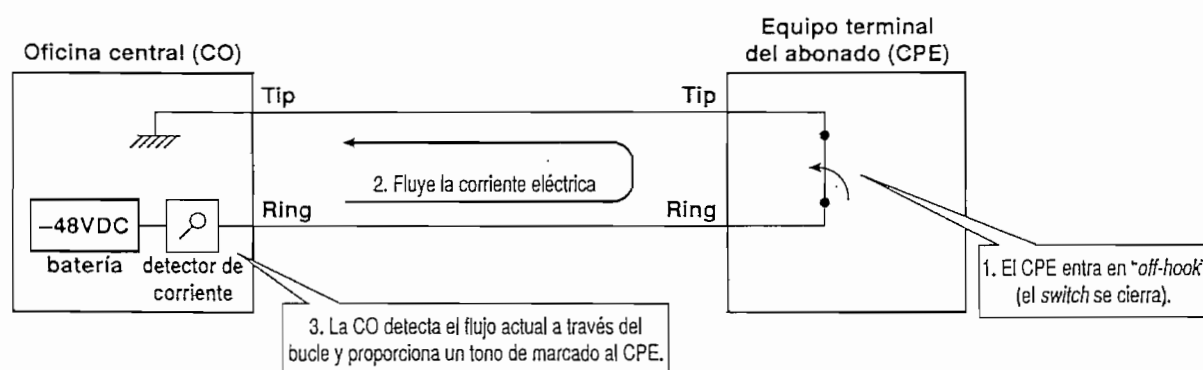 Oficina central (CO)
Equipo terminal
del abonado (CPE)
Tip
Tip
2. Fluye la corriente eléctrica
Ring
Ring
–48VDC
batería
detector de
corriente
1. El CPE entra en "off-hook"
(el switch se cierra).
3. La CO detecta el flujo actual a través del
bucle y proporciona un tono de marcado al CPE.